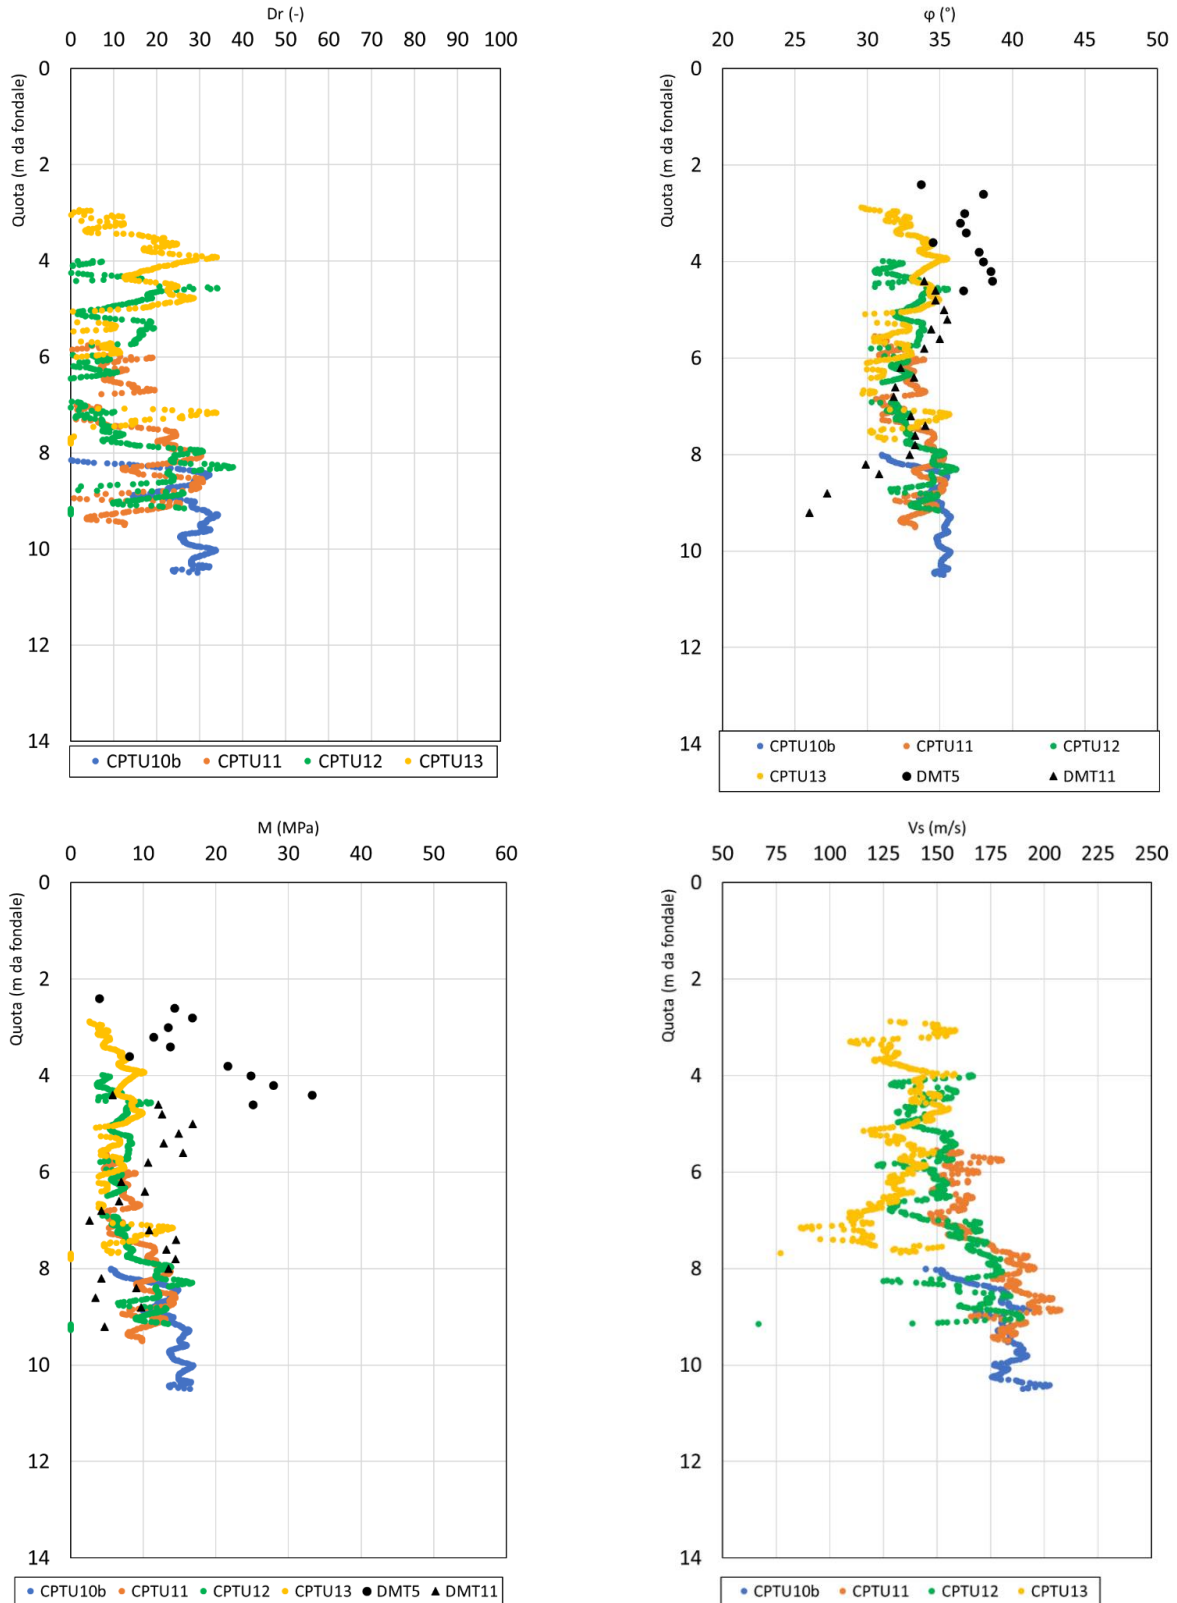 Dr (-)
0 10 20 30 40 50 60 70 80 90 100
Quota (m da fondale)
0
2
4
6
8
10
12
14
CPTU10b CPTU11 CPTU12 CPTU13
φ (°)
20 25 30 35 40 45 50
Quota (m da fondale)
0
2
4
6
8
10
12
14
CPTU10b CPTU11 CPTU12
CPTU13 DMT5 DMT11
M (MPa)
0 10 20 30 40 50 60
Quota (m da fondale)
0
2
4
6
8
10
12
14
CPTU10b CPTU11 CPTU12 CPTU13 DMT5 DMT11
Vs (m/s)
50 75 100 125 150 175 200 225 250
Quota (m da fondale)
0
2
4
6
8
10
12
14
CPTU10b CPTU11 CPTU12 CPTU13